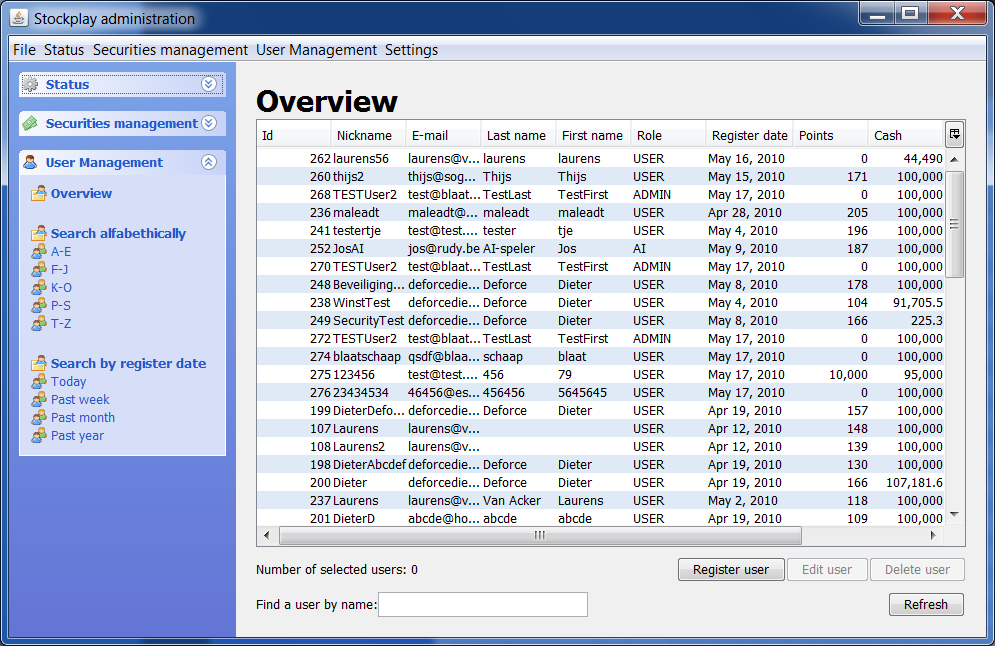 Stockplay administration
File Status Securities management User Management Settings
Status
Securities management
User Management
Overview
Search alfabethically
A-E
F-J
K-O
P-S
T-Z
Search by register date
Today
Past week
Past month
Past year
Overview
Id Nickname E-mail Last name First name Role Register date Points Cash
262 laurens56 laurens@v... laurens laurens USER May 16, 2010 0 44,490
260 thijs2 thijs@sog... Thijs Thijs USER May 15, 2010 171 100,000
268 TESTUser2 test@blaat... TestLast TestFirst ADMIN May 17, 2010 0 100,000
236 maleadt maleadt@... maleadt maleadt USER Apr 28, 2010 205 100,000
241 testertje test@test.... tester tje USER May 4, 2010 196 100,000
252 JosAI jos@rudy.be AI-speler Jos AI May 9, 2010 187 100,000
270 TESTUser2 test@blaat... TestLast TestFirst ADMIN May 17, 2010 0 100,000
248 Beveiliging... deforcedie... Deforce Dieter USER May 8, 2010 178 100,000
238 WinstTest deforcedie... Deforce Dieter USER May 4, 2010 104 91,705.5
249 SecurityTest deforcedie... Deforce Dieter USER May 8, 2010 166 225.3
272 TESTUser2 test@blaat... TestLast TestFirst ADMIN May 17, 2010 0 100,000
274 blaatschaap qsdf@blaa... schaap blaat USER May 17, 2010 0 100,000
275 123456 test@test.... 456 79 USER May 17, 2010 10,000 95,000
276 23434534 46456@es... 456456 5645645 USER May 17, 2010 0 100,000
199 DieterDefo... deforcedie... Deforce Dieter USER Apr 19, 2010 157 100,000
107 Laurens laurens@v... USER Apr 12, 2010 148 100,000
108 Laurens2 laurens@v... USER Apr 12, 2010 139 100,000
198 DieterAbcdef deforcedie... Deforce Dieter USER Apr 19, 2010 130 100,000
200 Dieter deforcedie... Deforce Dieter USER Apr 19, 2010 166 107,181.6
237 Laurens laurens@v... Van Acker Laurens USER May 2, 2010 118 100,000
201 DieterD abcde@ho... abcde abcde USER Apr 19, 2010 109 100,000
Number of selected users: 0
Register user Edit user Delete user
Find a user by name:
Refresh